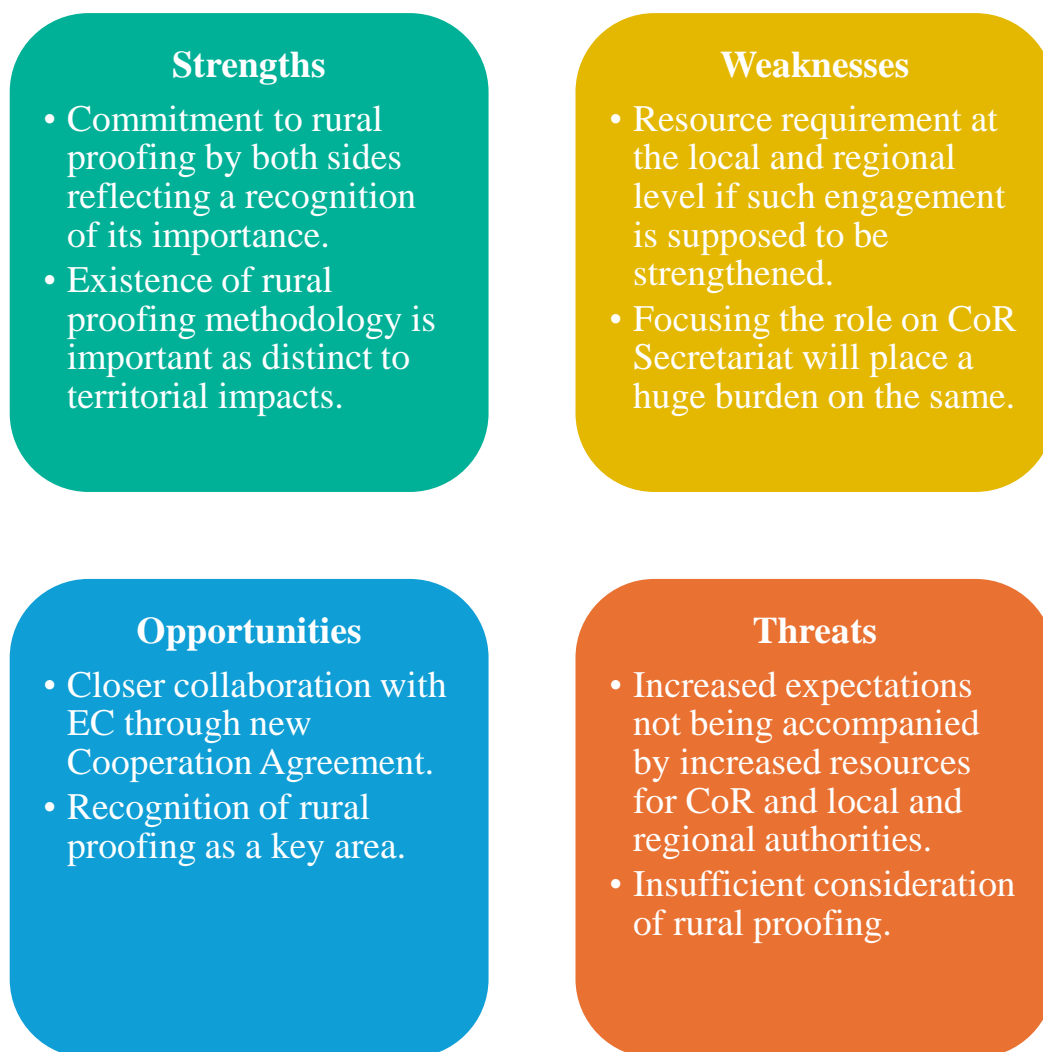 Strengths
• Commitment to rural
proofing by both sides
reflecting a recognition
of its importance.
• Existence of rural
proofing methodology is
important as distinct to
territorial impacts.
Weaknesses
• Resource requirement at
the local and regional
level if such engagement
is supposed to be
strengthened.
• Focusing the role on CoR
Secretariat will place a
huge burden on the same.
Opportunities
• Closer collaboration with
EC through new
Cooperation Agreement.
• Recognition of rural
proofing as a key area.
Threats
• Increased expectations
not being accompanied
by increased resources
for CoR and local and
regional authorities.
• Insufficient consideration
of rural proofing.